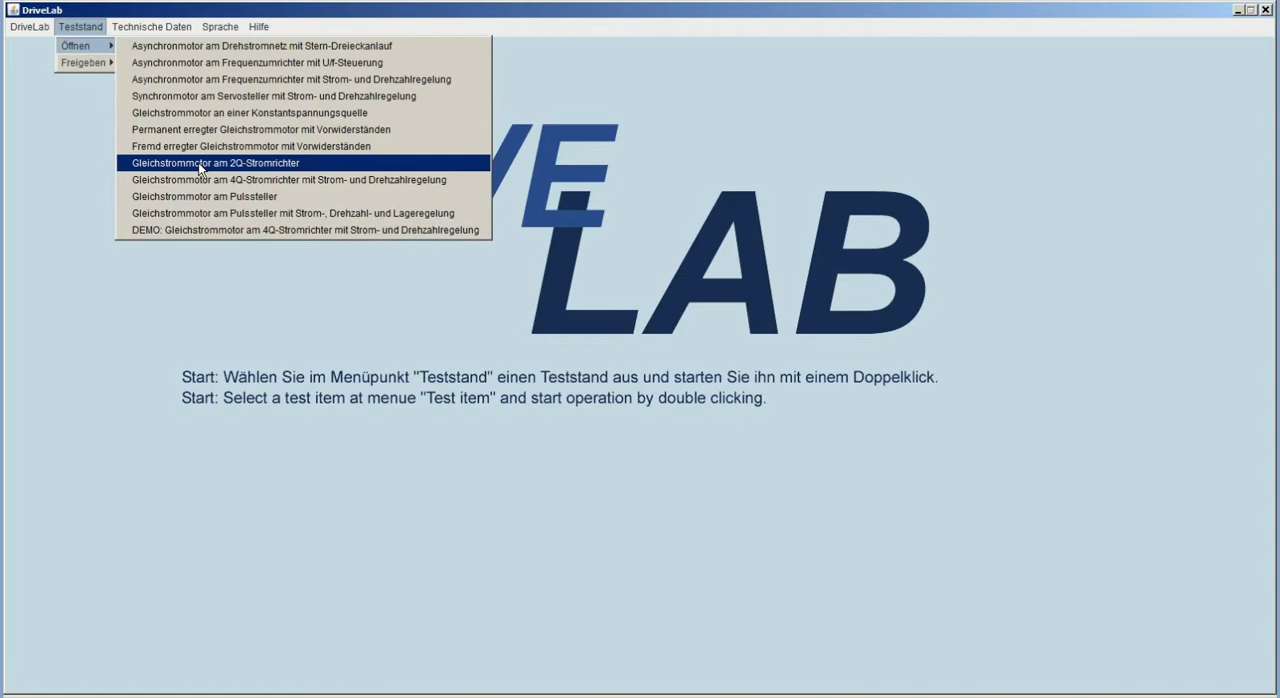 DriveLab
DriveLab Teststand Technische Daten Sprache Hilfe
Öffnen
Freigeben
Asynchronmotor am Drehstromnetz mit Stern-Dreieckanlauf
Asynchronmotor am Frequenzumrichter mit U/f-Steuerung
Asynchronmotor am Frequenzumrichter mit Strom- und Drehzahlregelung
Synchronmotor am Servosteller mit Strom- und Drehzahlregelung
Gleichstrommotor an einer Konstantspannungsquelle
Permanent erregter Gleichstrommotor mit Vorwiderständen
Fremd erregter Gleichstrommotor mit Vorwiderständen
Gleichstrommotor am 2Q-Stromrichter
Gleichstrommotor am 4Q-Stromrichter mit Strom- und Drehzahlregelung
Gleichstrommotor am Pulssteller
Gleichstrommotor am Pulssteller mit Strom-, Drehzahl- und Lageregelung
DEMO: Gleichstrommotor am 4Q-Stromrichter mit Strom- und Drehzahlregelung
VE
LAB
Start: Wählen Sie im Menüpunkt "Teststand" einen Teststand aus und starten Sie ihn mit einem Doppelklick.
Start: Select a test item at menue "Test item" and start operation by double clicking.